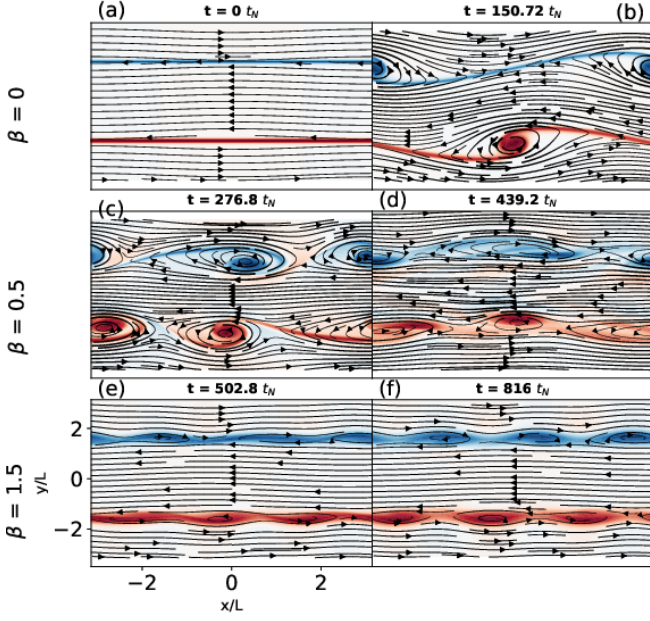 (a) t = 0 t_N
t = 150.72 t_N (b)
β = 0
(c) t = 276.8 t_N
(d) t = 439.2 t_N
β = 0.5
(e) t = 502.8 t_N
(f) t = 816 t_N
β = 1.5
2
0
−2
y/L
−2 0 2
x/L